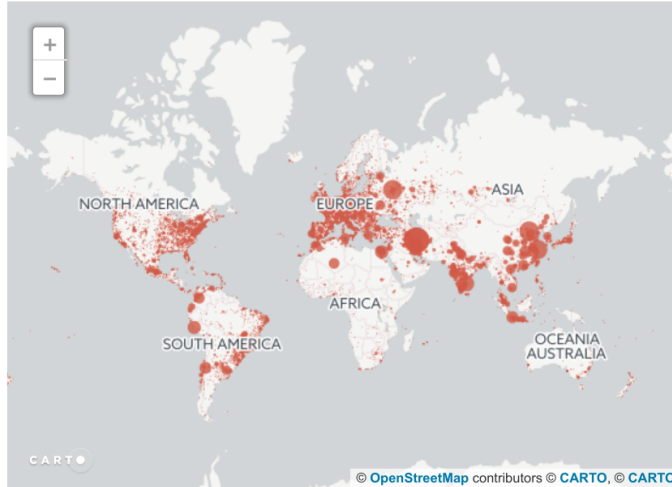 +
−
NORTH AMERICA
EUROPE
ASIA
AFRICA
SOUTH AMERICA
OCEANIA
AUSTRALIA
CARTO
© OpenStreetMap contributors © CARTO, © CARTO